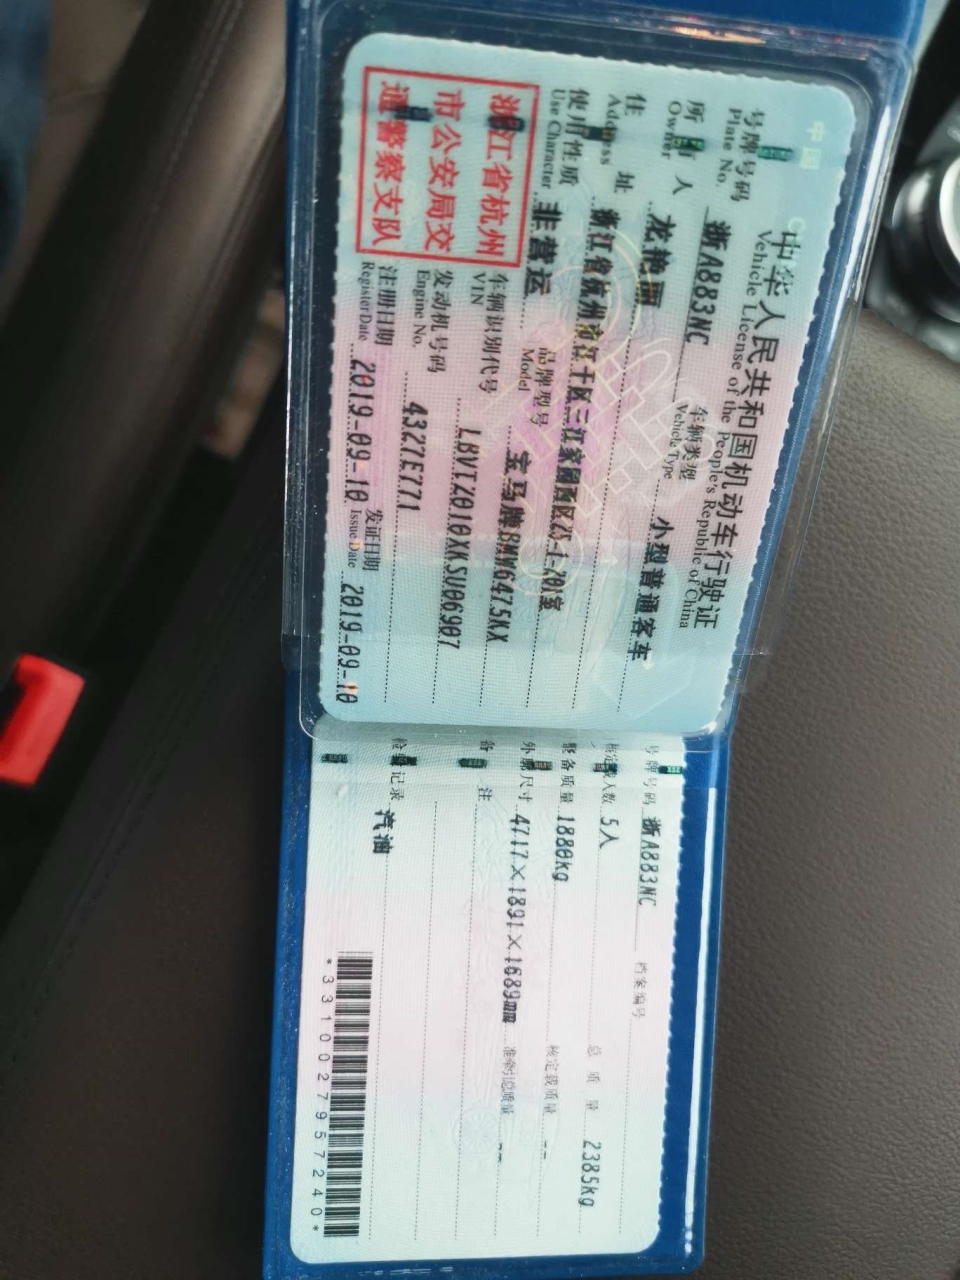 中华人民共和国机动车行驶证
Vehicle License of the People's Republic of China
号牌号码 浙A883NC 车辆类型 小型普通客车
Plate No. Vehicle Type
所有人 龙艳丽
Owner
住址 浙江省杭州市江干区三江家园西区25-1-201室
Address
使用性质 非营运 品牌型号 宝马牌BMW6475KX
Use Character Model
浙江省杭州市公安局交通警察支队
车辆识别代号 LBVTZ010XKSU06907
VIN
发动机号码 4327E771
Engine No.
注册日期 2019-09-10 发证日期 2019-09-10
Register Date Issue Date
号牌号码 浙A883NC 档案编号
核定载人数 5人 总质量 2385kg
整备质量 1880kg 核定载质量 --
外廓尺寸 4717×1891×1689mm 准牵引总质量 --
备注
检验记录 汽油
*3310027957240*